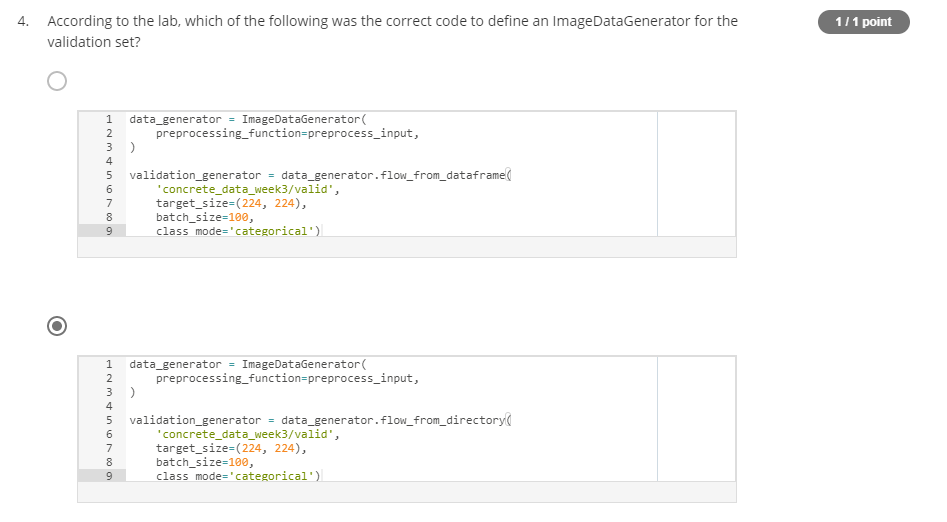 4. According to the lab, which of the following was the correct code to define an ImageDataGenerator for the
validation set?
1 / 1 point
1 data_generator = ImageDataGenerator(
2     preprocessing_function=preprocess_input,
3 )
4
5 validation_generator = data_generator.flow_from_dataframe(
6     'concrete_data_week3/valid',
7     target_size=(224, 224),
8     batch_size=100,
9     class_mode='categorical')
1 data_generator = ImageDataGenerator(
2     preprocessing_function=preprocess_input,
3 )
4
5 validation_generator = data_generator.flow_from_directory(
6     'concrete_data_week3/valid',
7     target_size=(224, 224),
8     batch_size=100,
9     class_mode='categorical')